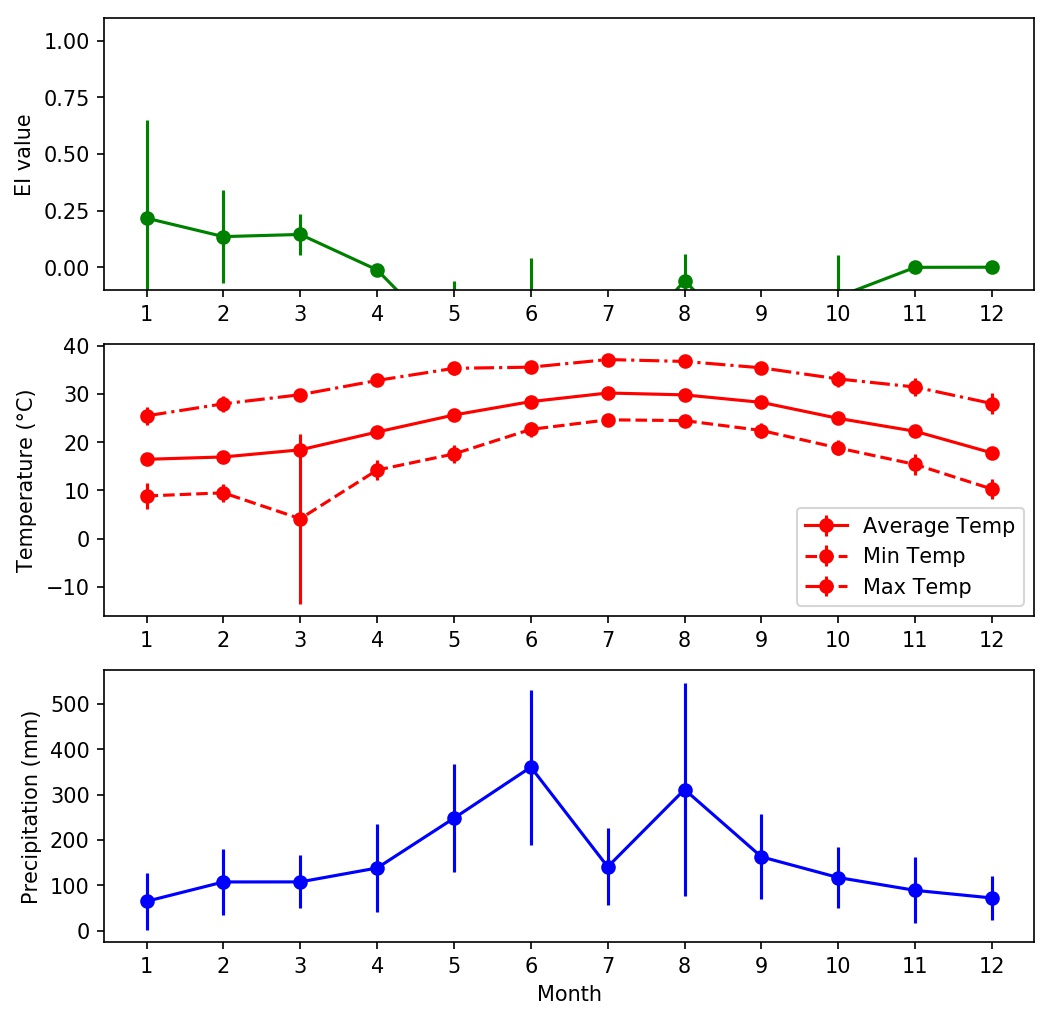 EI value
1.00
0.75
0.50
0.25
0.00
1 2 3 4 5 6 7 8 9 10 11 12
Temperature (°C)
40
30
20
10
0
−10
Average Temp
Min Temp
Max Temp
1 2 3 4 5 6 7 8 9 10 11 12
Precipitation (mm)
500
400
300
200
100
0
1 2 3 4 5 6 7 8 9 10 11 12
Month